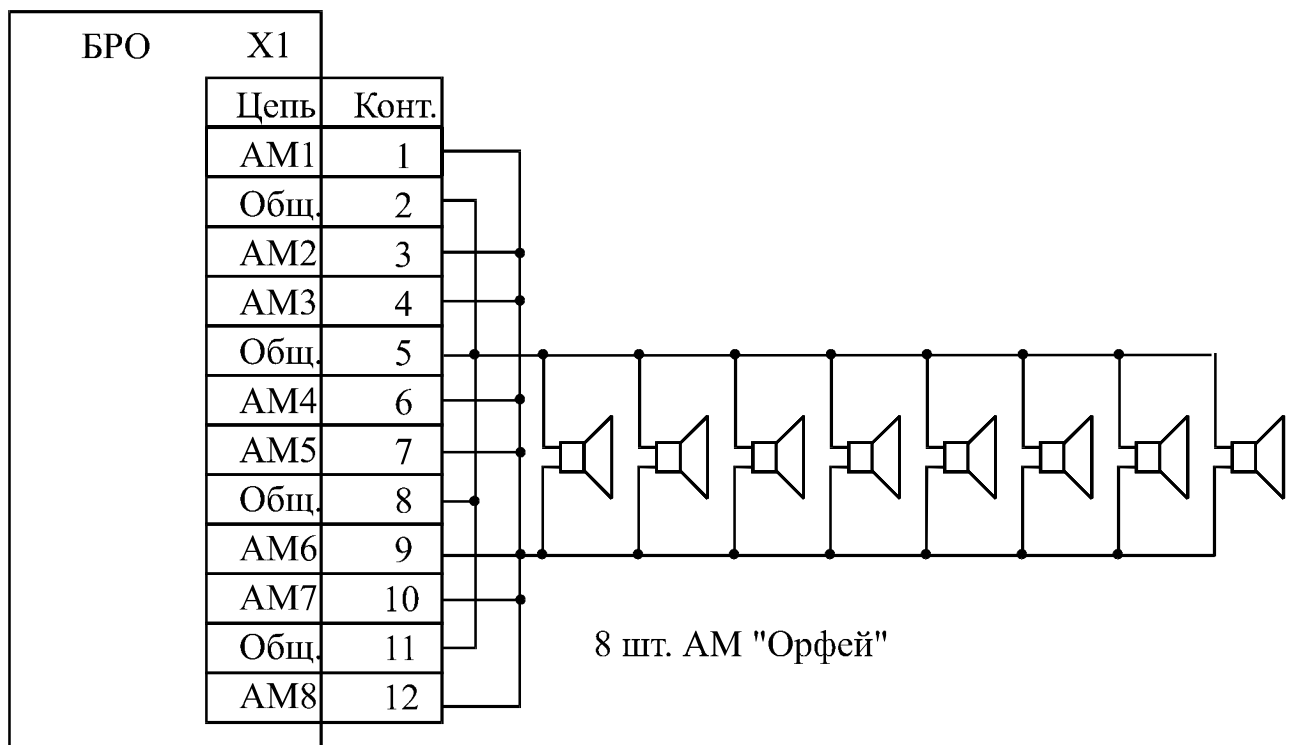 БРО X1
Цепь Конт.
АМ1 1
Общ. 2
АМ2 3
АМ3 4
Общ. 5
АМ4 6
АМ5 7
Общ. 8
АМ6 9
АМ7 10
Общ. 11
АМ8 12
8 шт. АМ "Орфей"